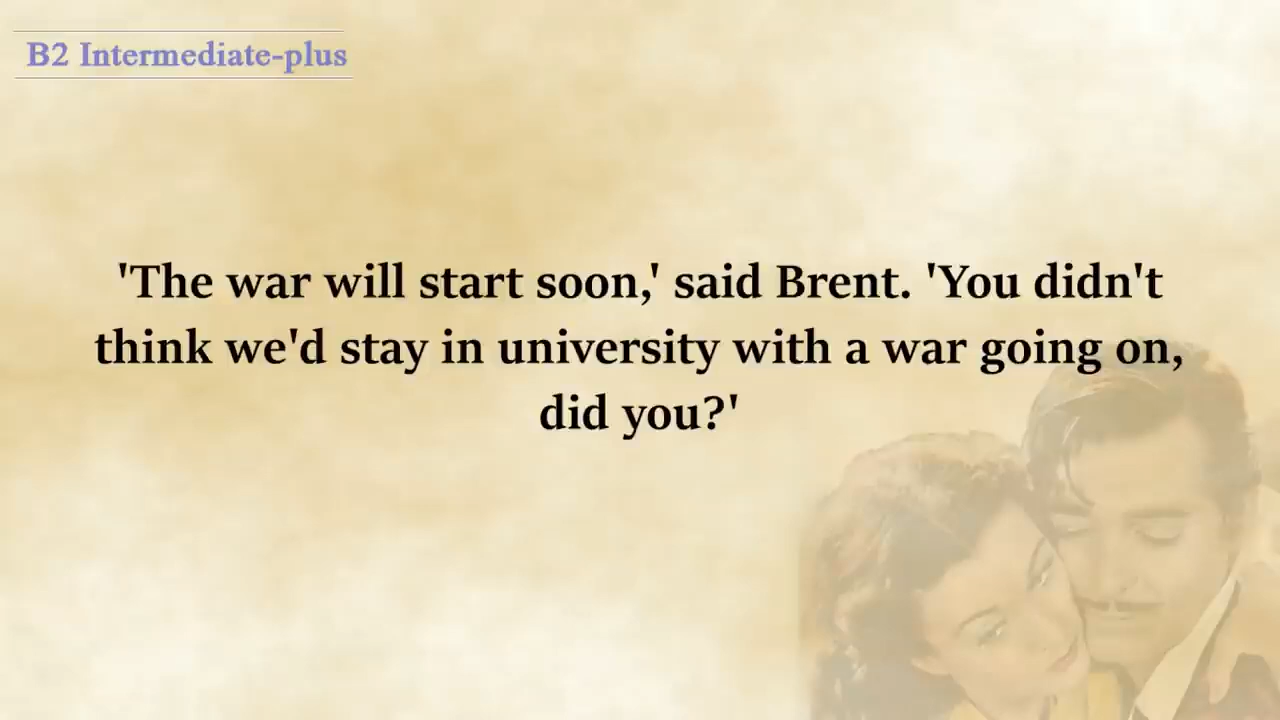 B2 Intermediate-plus
'The war will start soon,' said Brent. 'You didn't
think we'd stay in university with a war going on,
did you?'